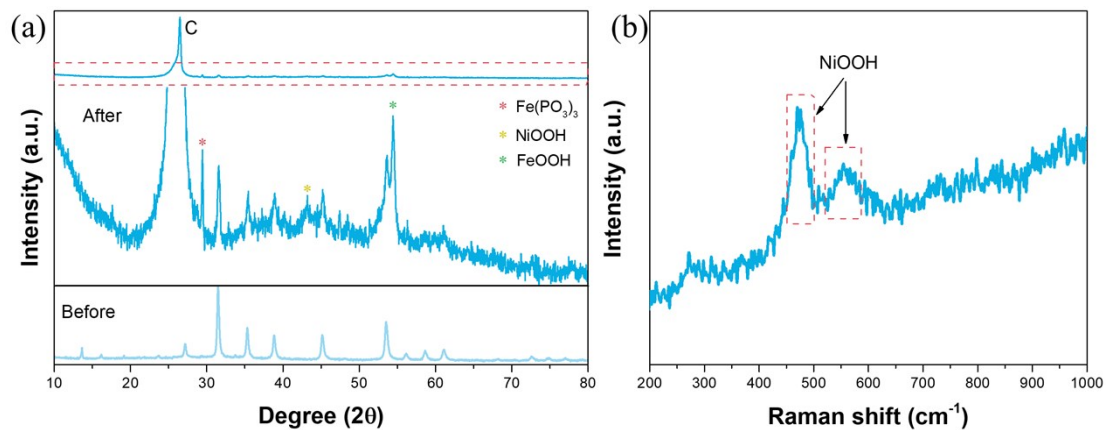 (a)
C
After
* Fe(PO₃)₃
* NiOOH
* FeOOH
*
*
*
Before
Intensity (a.u.)
10 20 30 40 50 60 70 80
Degree (2θ)
(b)
NiOOH
Intensity (a.u.)
200 300 400 500 600 700 800 900 1000
Raman shift (cm⁻¹)